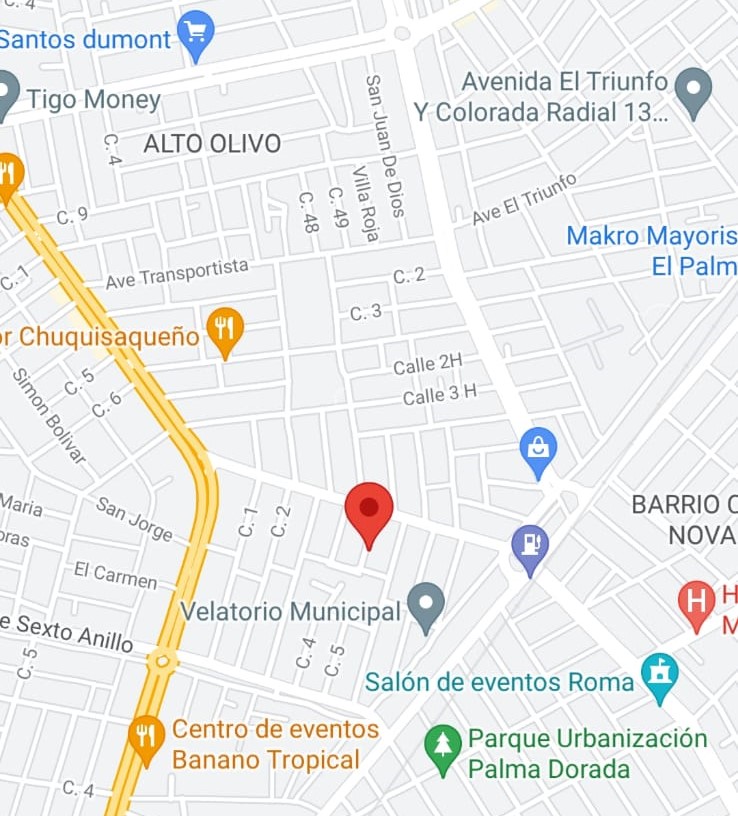 C. 4
Santos dumont
Tigo Money
Avenida El Triunfo
Y Colorada Radial 13...
San Juan De Dios
C. 4
ALTO OLIVO
Villa Roja
C. 48
C. 49
C. 9
Ave El Triunfo
Makro Mayoris
El Palm
C. 1
Ave Transportista
C. 2
C. 3
or Chuquisaqueño
Calle 2H
Calle 3 H
C. 5
C. 6
Simon Bolivar
Maria
San Jorge
oras
C. 1
C. 2
BARRIO C
NOVA
El Carmen
H
H
M
Velatorio Municipal
e Sexto Anillo
C. 4
C. 5
C. 5
Salón de eventos Roma
Centro de eventos
Banano Tropical
Parque Urbanización
Palma Dorada
C. 4